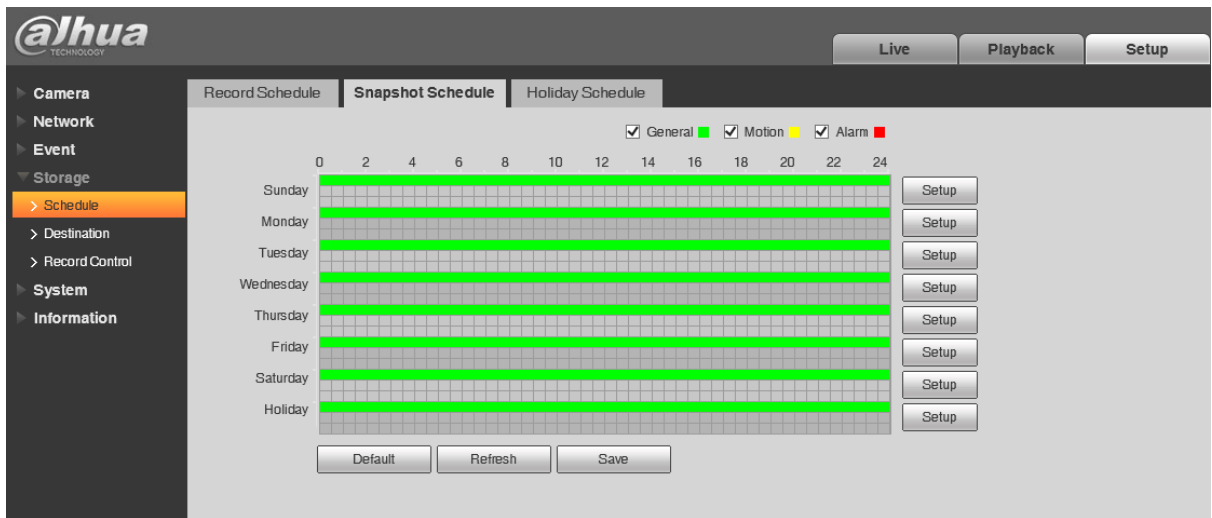 alhua
TECHNOLOGY
Live Playback Setup
Camera
Network
Event
Storage
Schedule
Destination
Record Control
System
Information
Record Schedule Snapshot Schedule Holiday Schedule
General Motion Alarm
0 2 4 6 8 10 12 14 16 18 20 22 24
Sunday Setup
Monday Setup
Tuesday Setup
Wednesday Setup
Thursday Setup
Friday Setup
Saturday Setup
Holiday Setup
Default Refresh Save